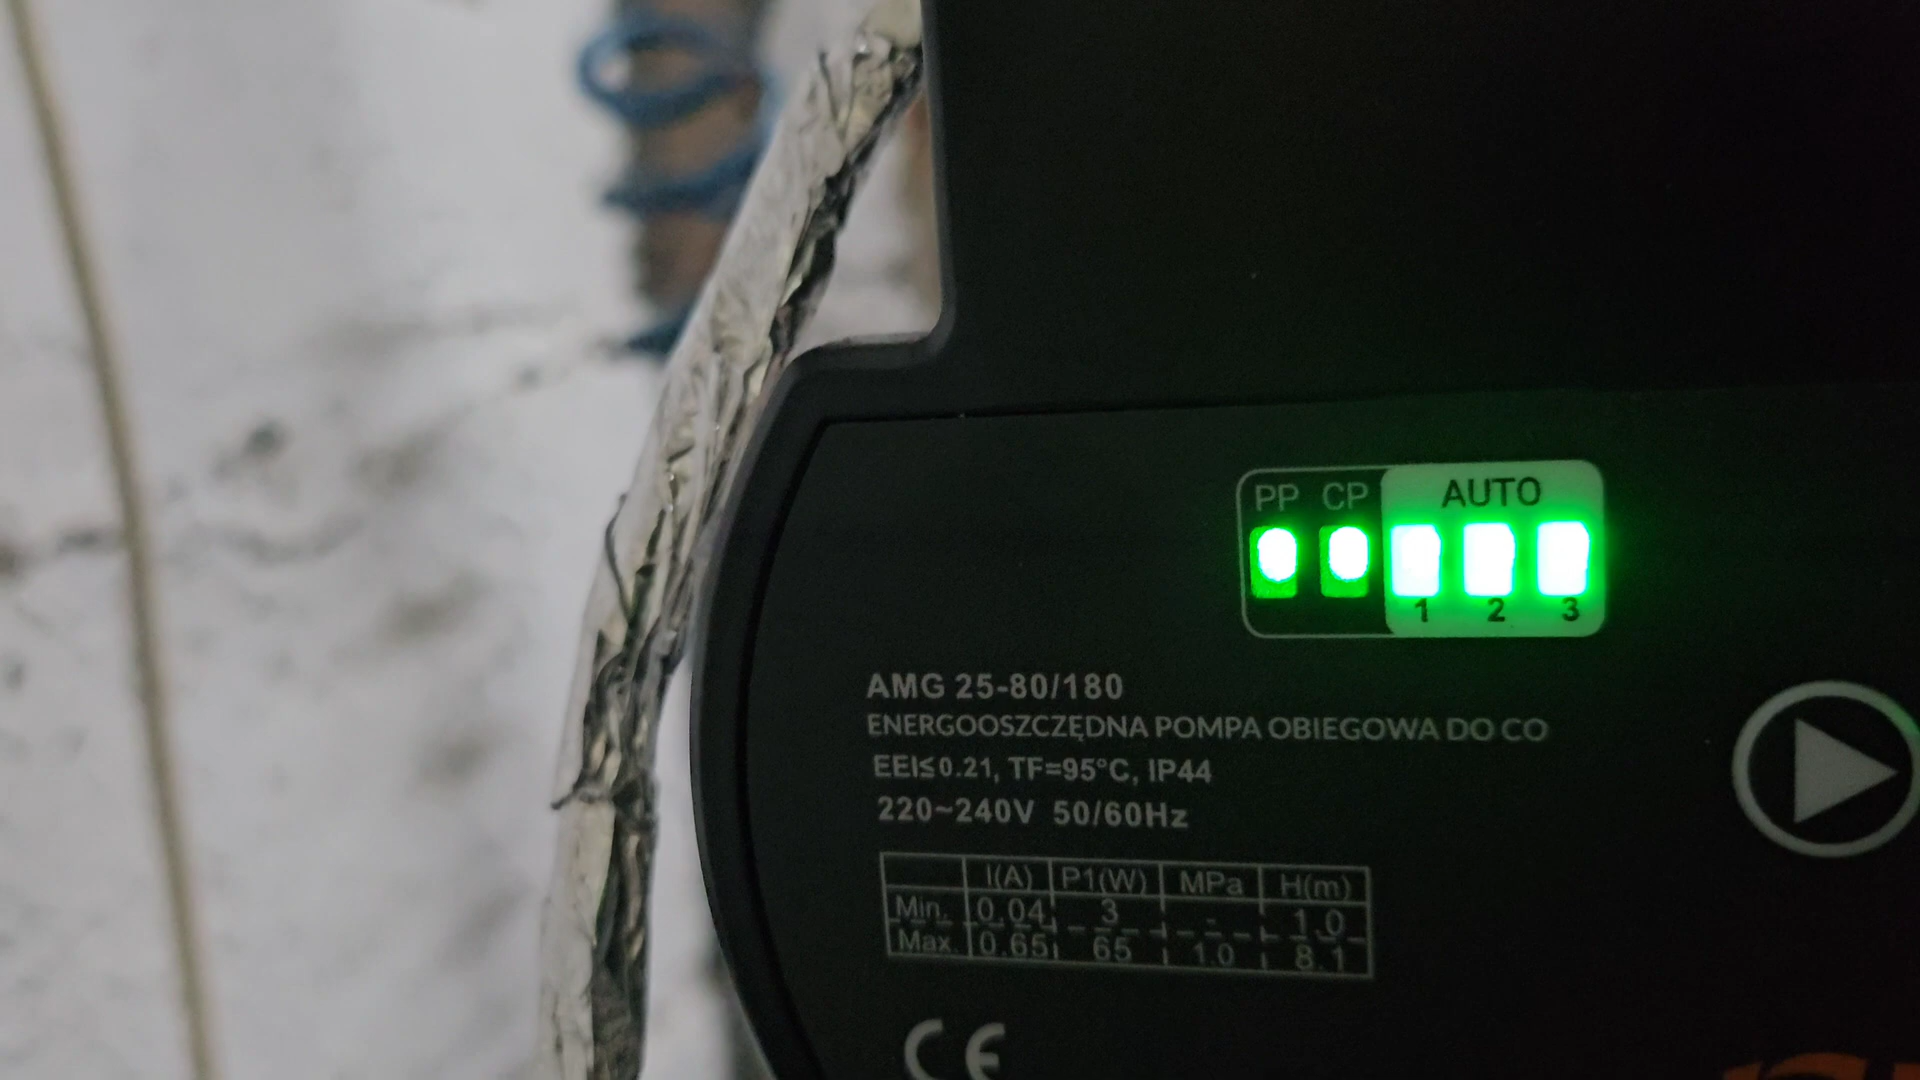 PP CP AUTO
1 2 3
AMG 25-80/180
ENERGOOSZCZĘDNA POMPA OBIEGOWA DO CO
EEI≤0.21, TF=95°C, IP44
220~240V 50/60Hz
I(A) P1(W) MPa H(m)
Min. 0.04 3 - 1.0
Max. 0.65 65 1.0 8.1
CE